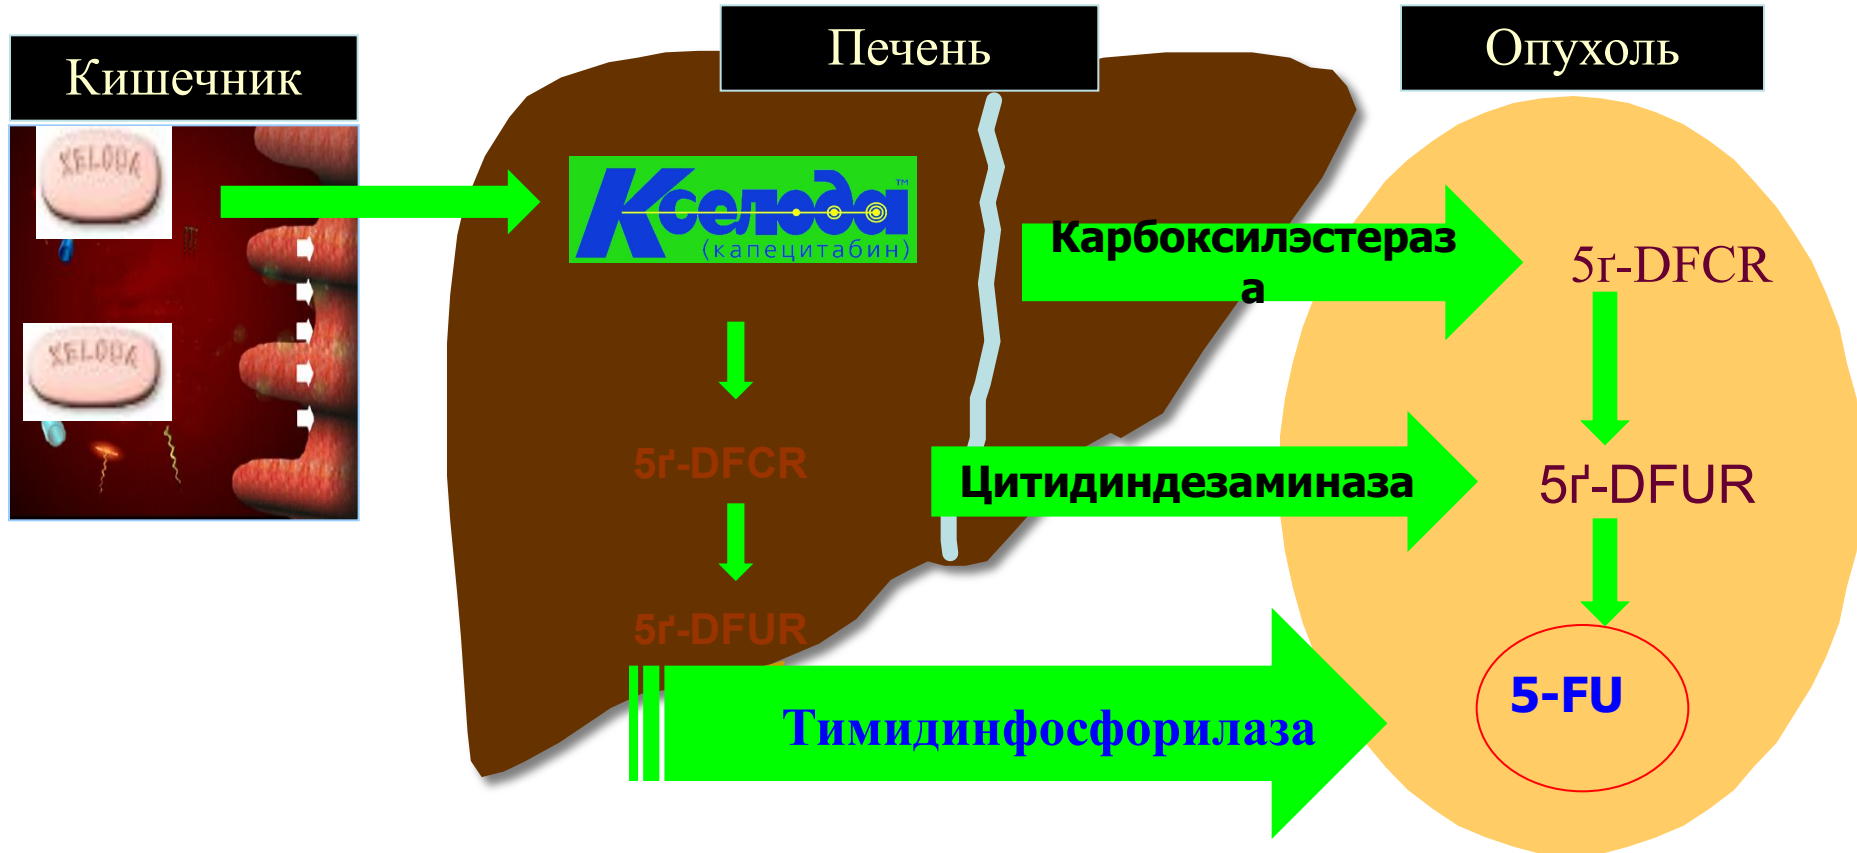 Кишечник
Печень
Опухоль
XELODA
XELODA
Кселода™
(капецитабин)
5ґ-DFCR
5ґ-DFUR
Карбоксилэстераз
а
Цитидиндезаминаза
Тимидинфосфорилаза
5ґ-DFCR
5ґ-DFUR
5-FU